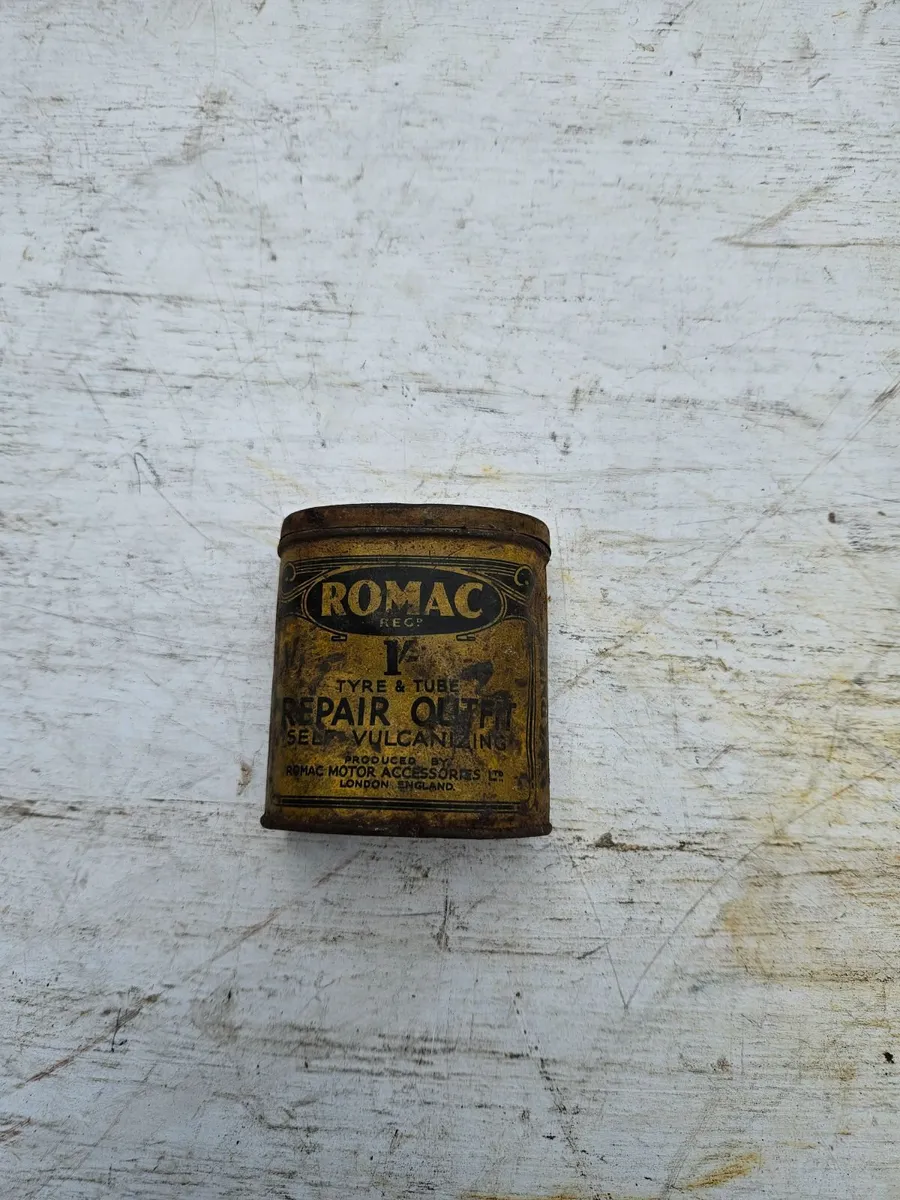 ROMAC
REGD
1/-
TYRE & TUBE
REPAIR OUTFIT
SELF-VULCANIZING
PRODUCED BY
ROMAC MOTOR ACCESSORIES LTD
LONDON ENGLAND.